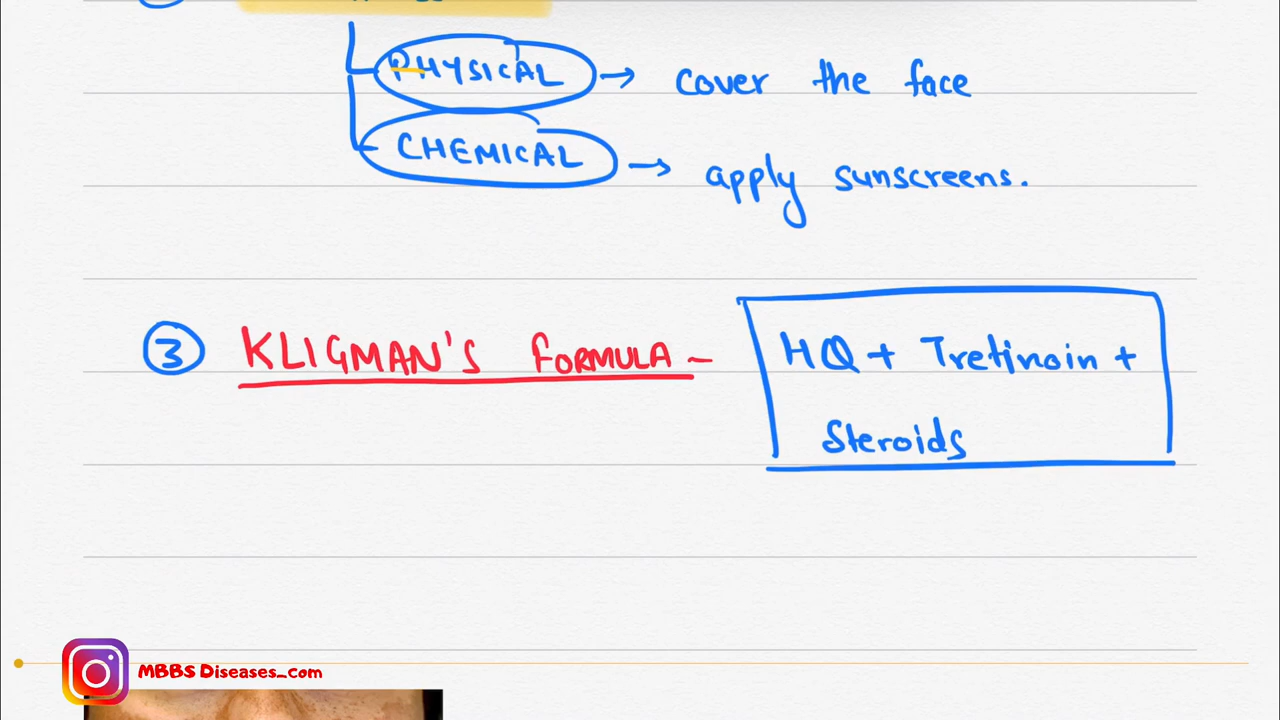 PHYSICAL → cover the face
CHEMICAL → apply sunscreens.
3 KLIGMAN'S FORMULA – HQ + Tretinoin +
Steroids
MBBS Diseases_com